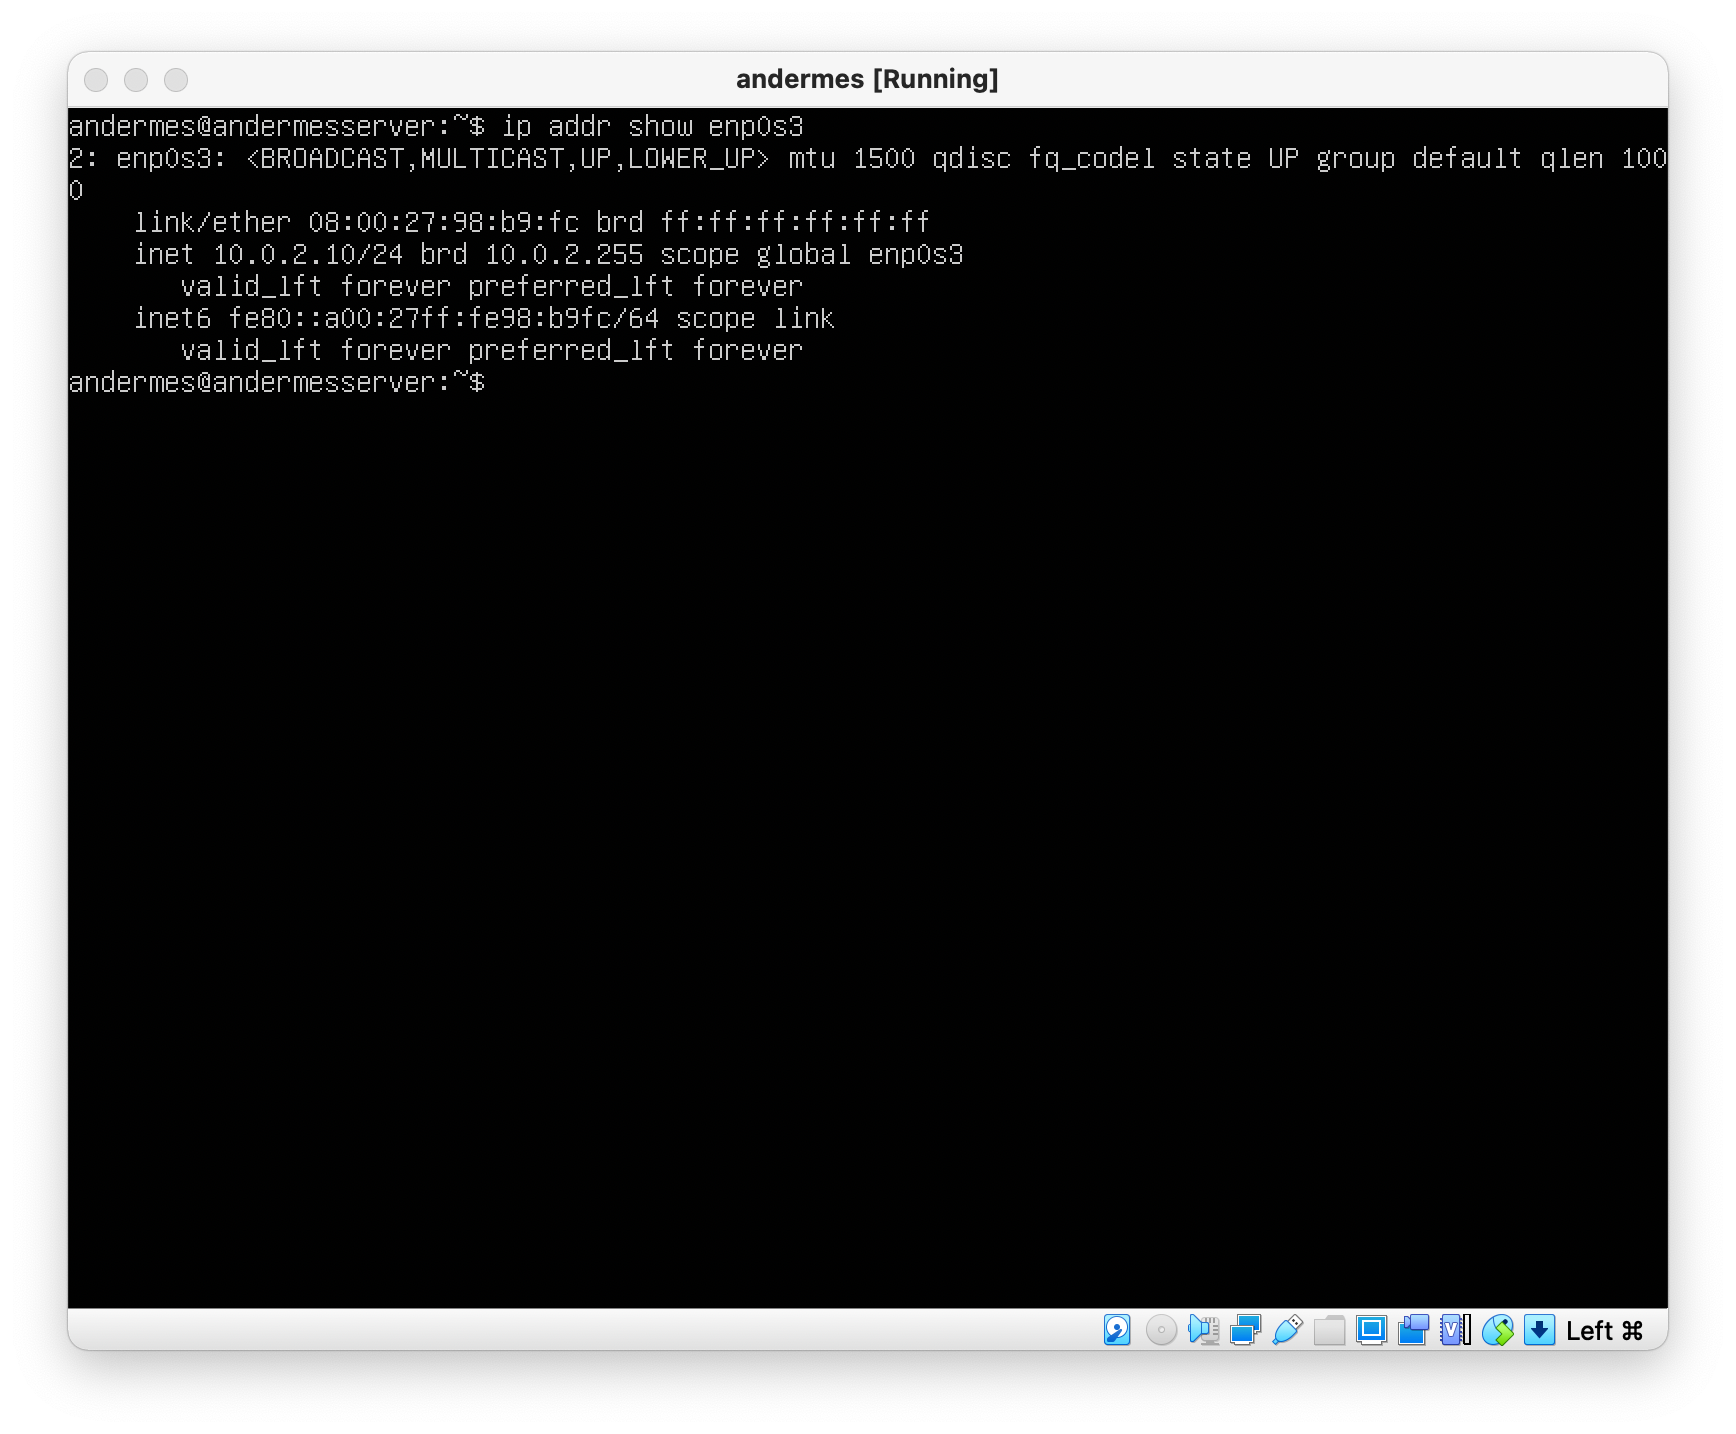 andermes [Running]
andermes@andermesserver:~$ ip addr show enp0s3
2: enp0s3: <BROADCAST,MULTICAST,UP,LOWER_UP> mtu 1500 qdisc fq_codel state UP group default qlen 100
0
    link/ether 08:00:27:98:b9:fc brd ff:ff:ff:ff:ff:ff
    inet 10.0.2.10/24 brd 10.0.2.255 scope global enp0s3
       valid_lft forever preferred_lft forever
    inet6 fe80::a00:27ff:fe98:b9fc/64 scope link
       valid_lft forever preferred_lft forever
andermes@andermesserver:~$
Left ⌘